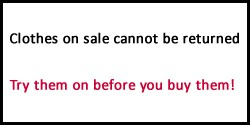 Clothes on sale cannot be returned
Try them on before you buy them!